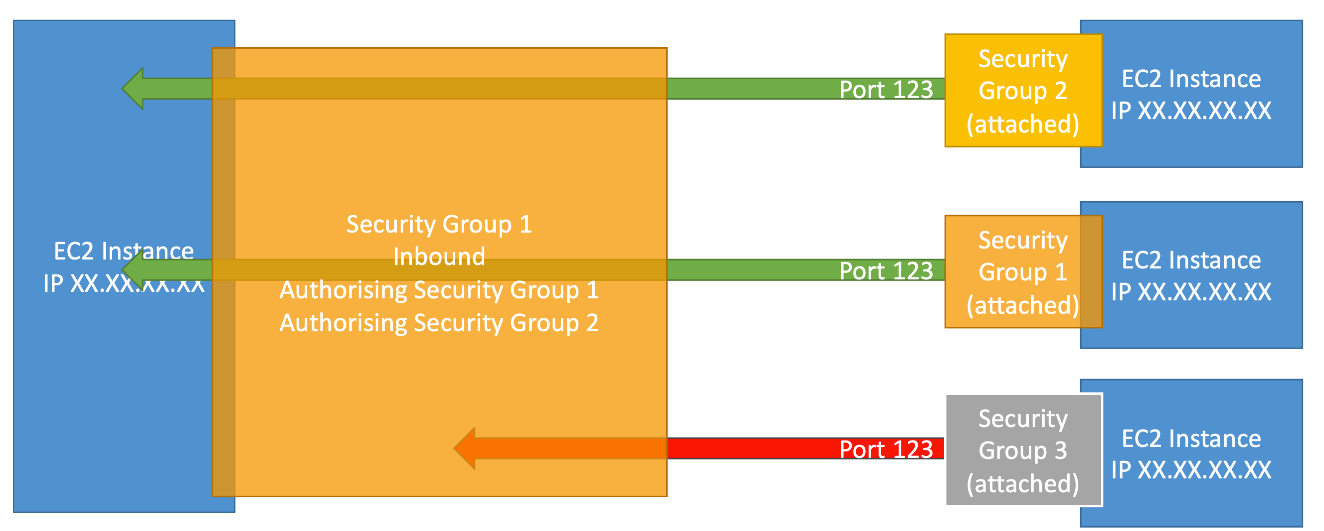 EC2 Instance
IP XX.XX.XX.XX
Security Group 1
Inbound
Authorising Security Group 1
Authorising Security Group 2
Port 123
Security
Group 2
(attached)
EC2 Instance
IP XX.XX.XX.XX
Port 123
Security
Group 1
(attached)
EC2 Instance
IP XX.XX.XX.XX
Port 123
Security
Group 3
(attached)
EC2 Instance
IP XX.XX.XX.XX